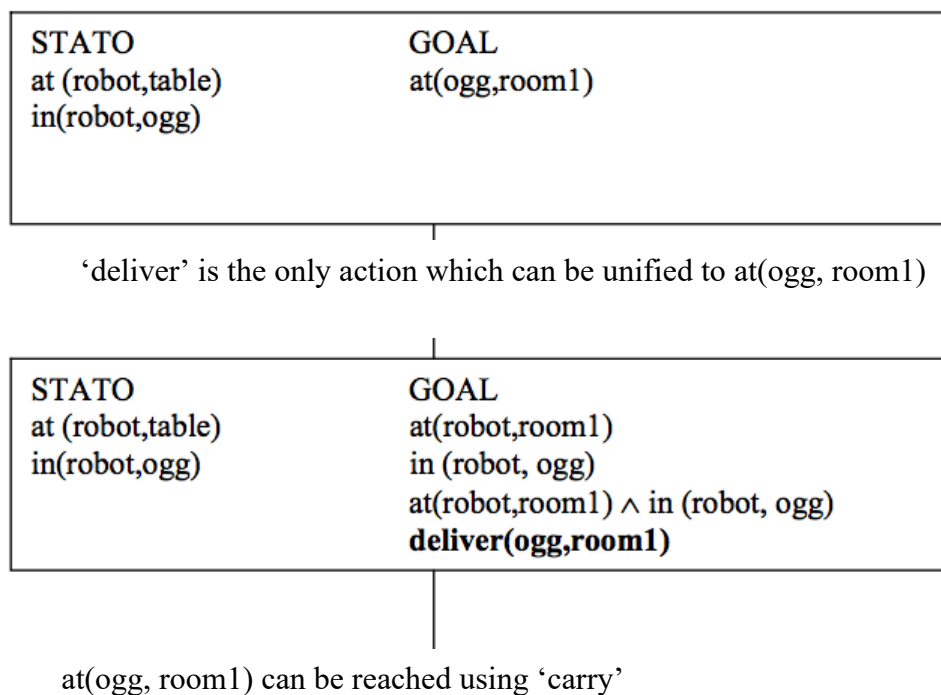 STATO GOAL
at (robot,table) at(ogg,room1)
in(robot,ogg)
‘deliver’ is the only action which can be unified to at(ogg, room1)
STATO GOAL
at (robot,table) at(robot,room1)
in(robot,ogg) in (robot, ogg)
at(robot,room1) ∧ in (robot, ogg)
deliver(ogg,room1)
at(ogg, room1) can be reached using ‘carry’